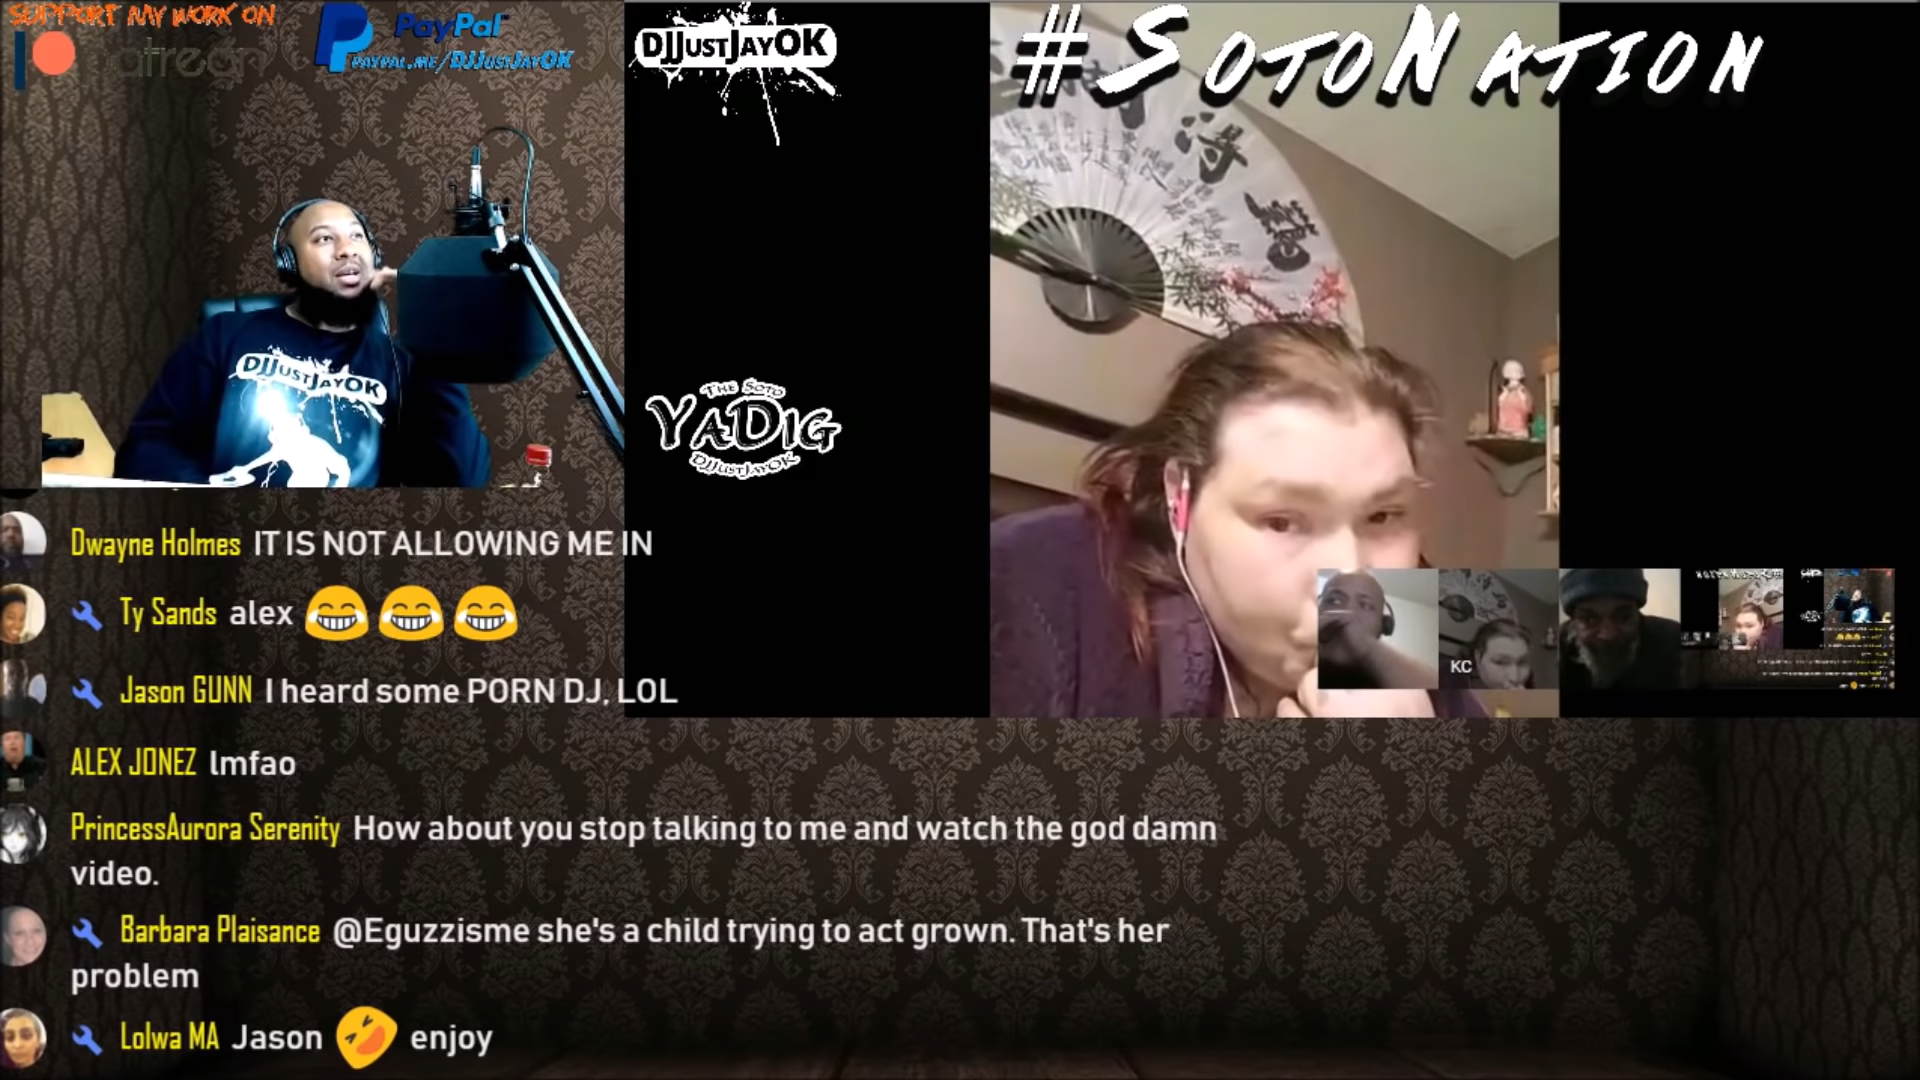 SUPPORT MY WORK ON
patreon
PayPal
PAYPAL.ME/DJJUSTJAYOK
DJJUSTJAYOK
#SOTONATION
DJJUSTJAYOK
THE SOTO
YADIG
DJJUSTJAYOK
KC
Dwayne Holmes IT IS NOT ALLOWING ME IN
Ty Sands alex 😂😂😂
Jason GUNN I heard some PORN DJ, LOL
ALEX JONEZ lmfao
PrincessAurora Serenity How about you stop talking to me and watch the god damn
video.
Barbara Plaisance @Eguzzisme she's a child trying to act grown. That's her
problem
Lolwa MA Jason 🤣 enjoy